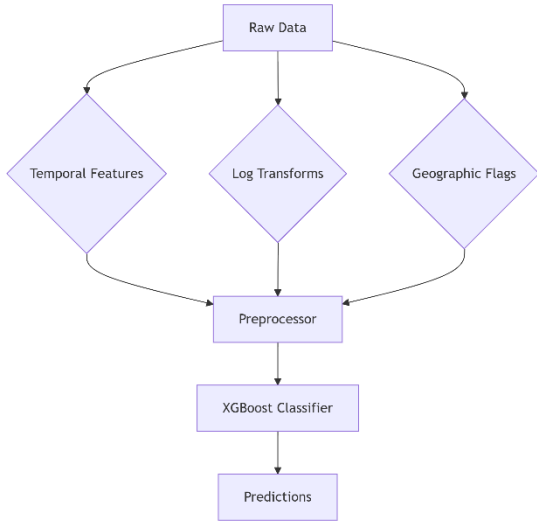 Raw Data
Temporal Features
Log Transforms
Geographic Flags
Preprocessor
XGBoost Classifier
Predictions